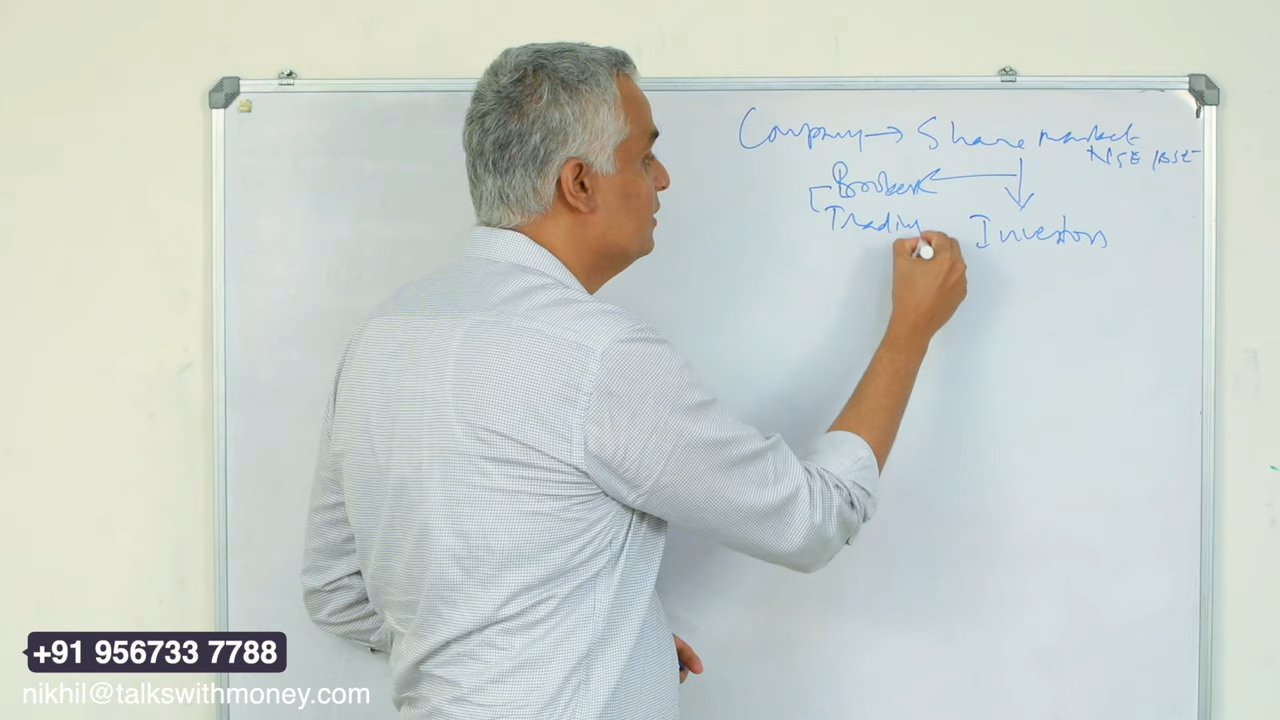 Company → Share market
NSE / BSE
Broker
Trading
Investors
+91 956733 7788
nikhil@talkswithmoney.com